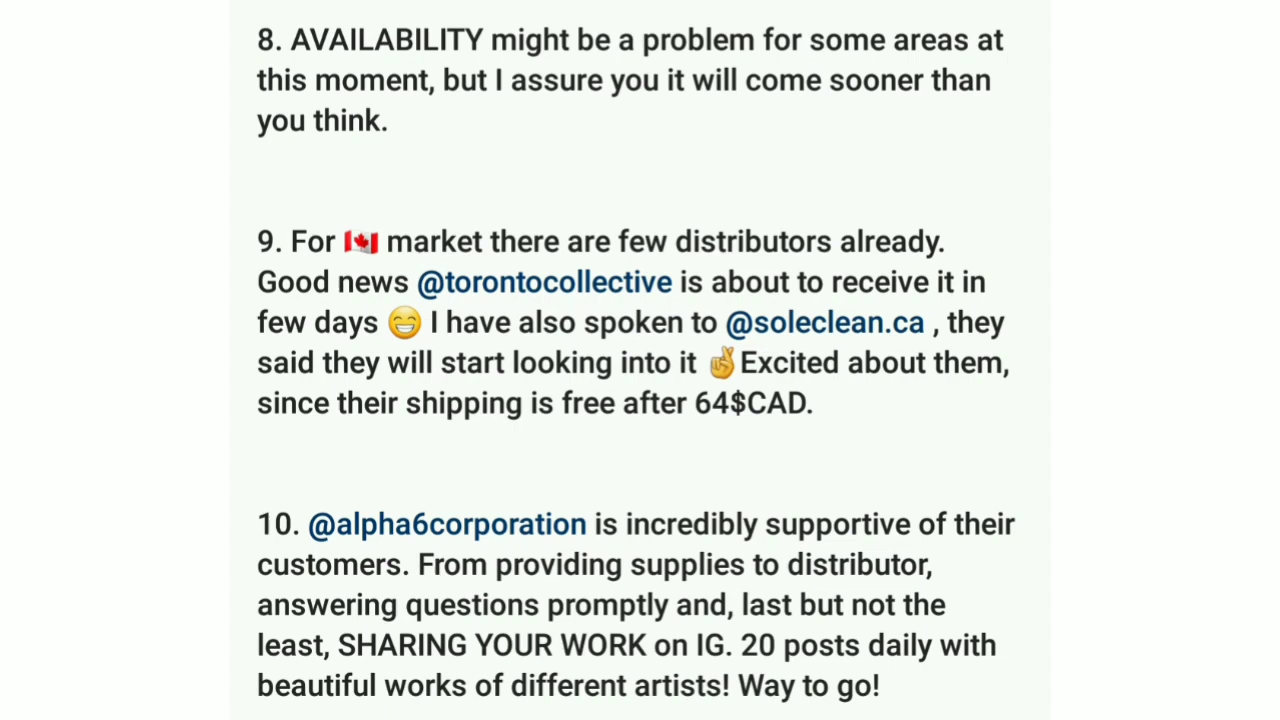 8. AVAILABILITY might be a problem for some areas at
this moment, but I assure you it will come sooner than
you think.
9. For 🇨🇦 market there are few distributors already.
Good news @torontocollective is about to receive it in
few days 😁 I have also spoken to @soleclean.ca , they
said they will start looking into it 🤞Excited about them,
since their shipping is free after 64$CAD.
10. @alpha6corporation is incredibly supportive of their
customers. From providing supplies to distributor,
answering questions promptly and, last but not the
least, SHARING YOUR WORK on IG. 20 posts daily with
beautiful works of different artists! Way to go!